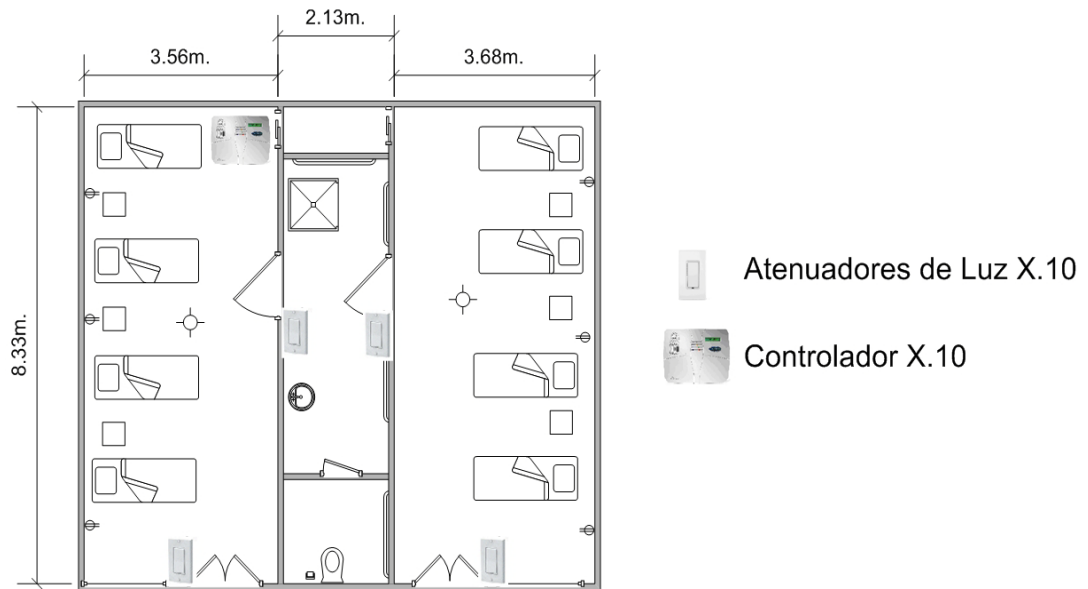 2.13m.
3.56m.
3.68m.
8.33m.
Atenuadores de Luz X.10
Controlador X.10